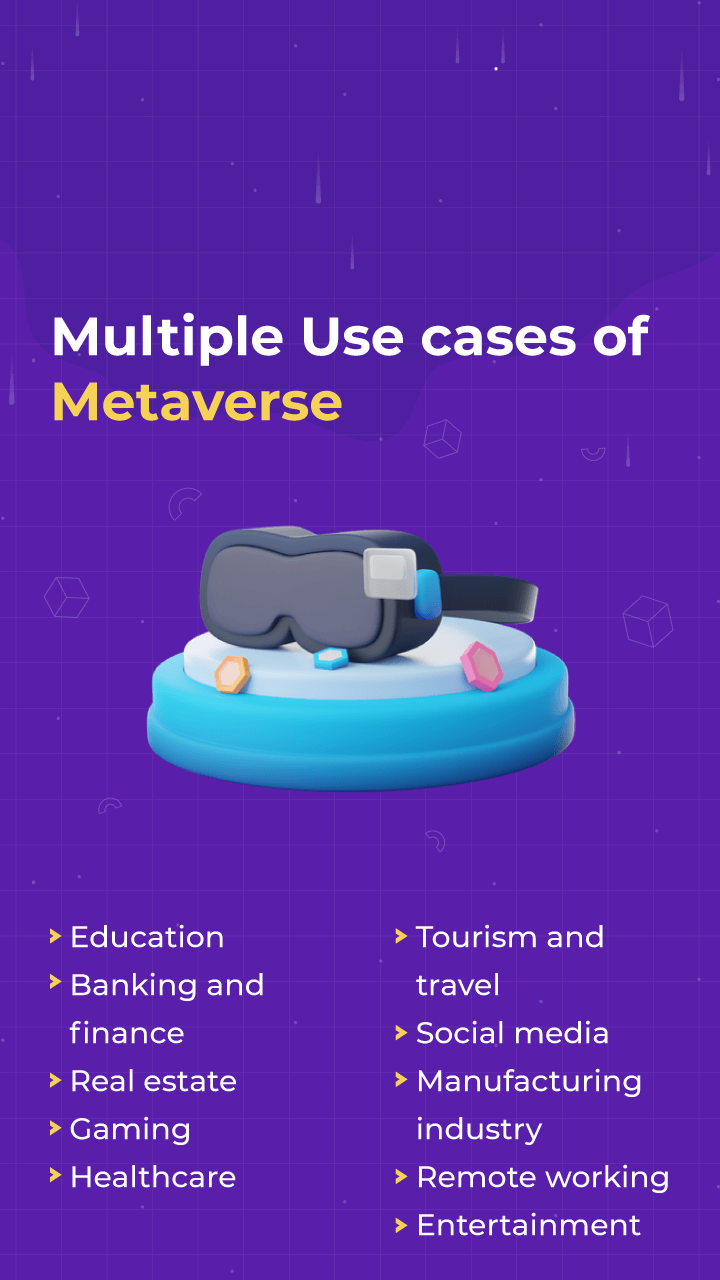 Multiple Use cases of
Metaverse
Education
Banking and
finance
Real estate
Gaming
Healthcare
Tourism and
travel
Social media
Manufacturing
industry
Remote working
Entertainment